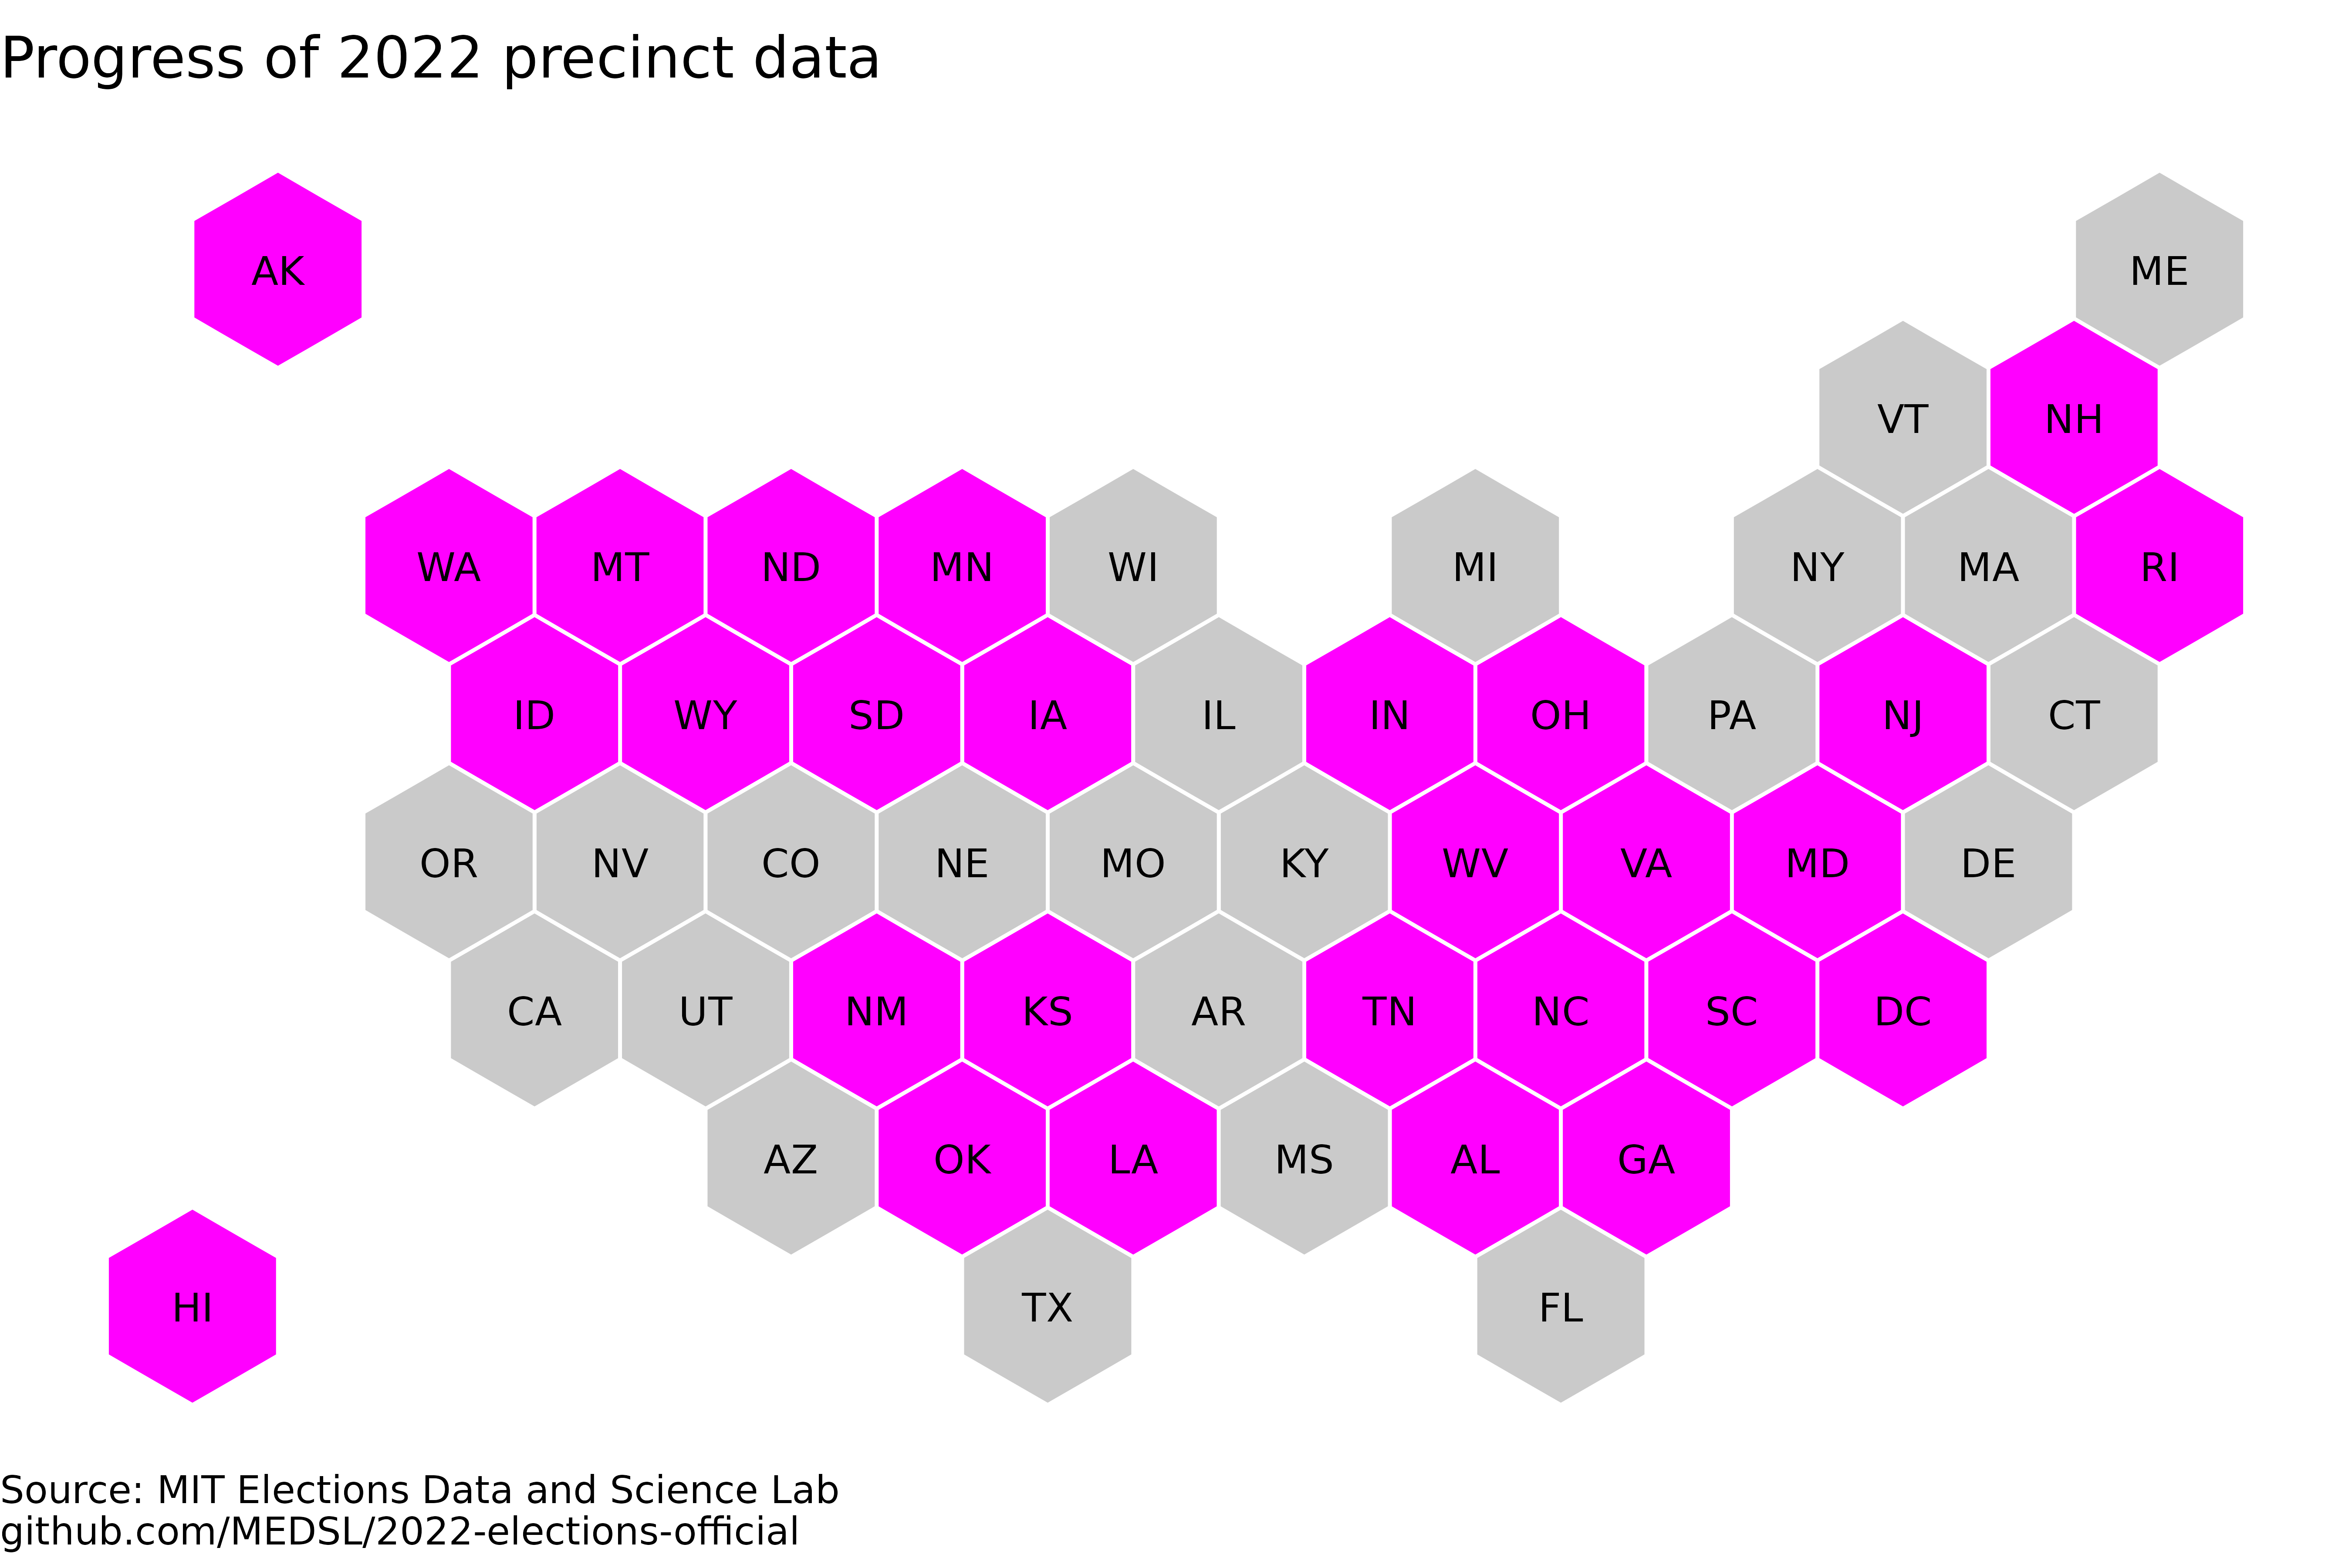 Progress of 2022 precinct data
AK
ME
VT NH
WA MT ND MN WI MI NY MA RI
ID WY SD IA IL IN OH PA NJ CT
OR NV CO NE MO KY WV VA MD DE
CA UT NM KS AR TN NC SC DC
AZ OK LA MS AL GA
HI TX FL
Source: MIT Elections Data and Science Lab
github.com/MEDSL/2022-elections-official